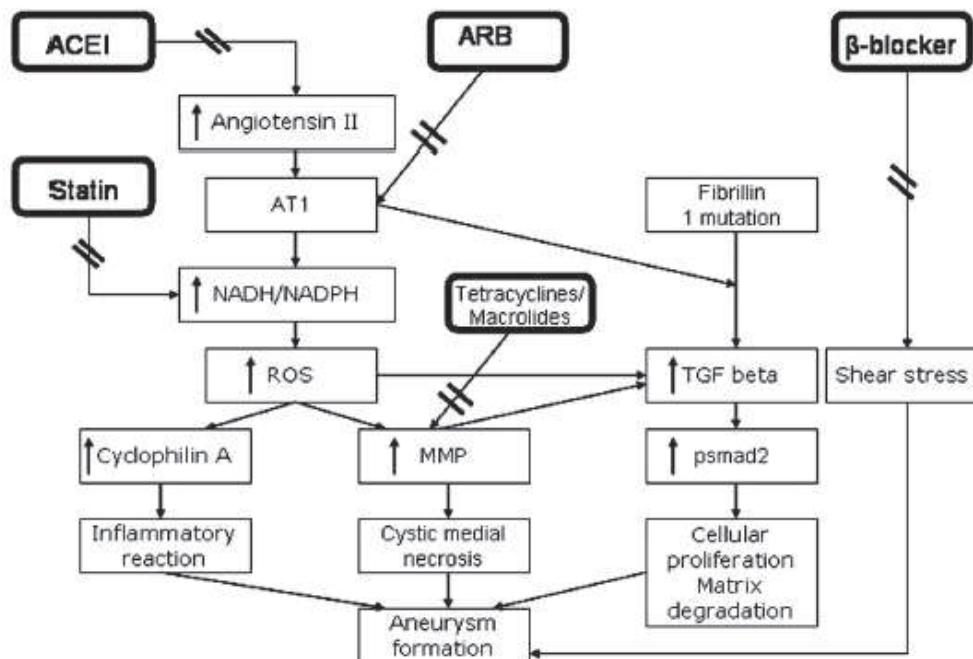 ACEI
ARB
β-blocker
↑ Angiotensin II
Statin
AT1
Fibrillin
1 mutation
↑ NADH/NADPH
Tetracyclines/
Macrolides
↑ ROS
↑ TGF beta
Shear stress
↑ Cyclophilin A
↑ MMP
↑ psmad2
Inflammatory
reaction
Cystic medial
necrosis
Cellular
proliferation
Matrix
degradation
Aneurysm
formation